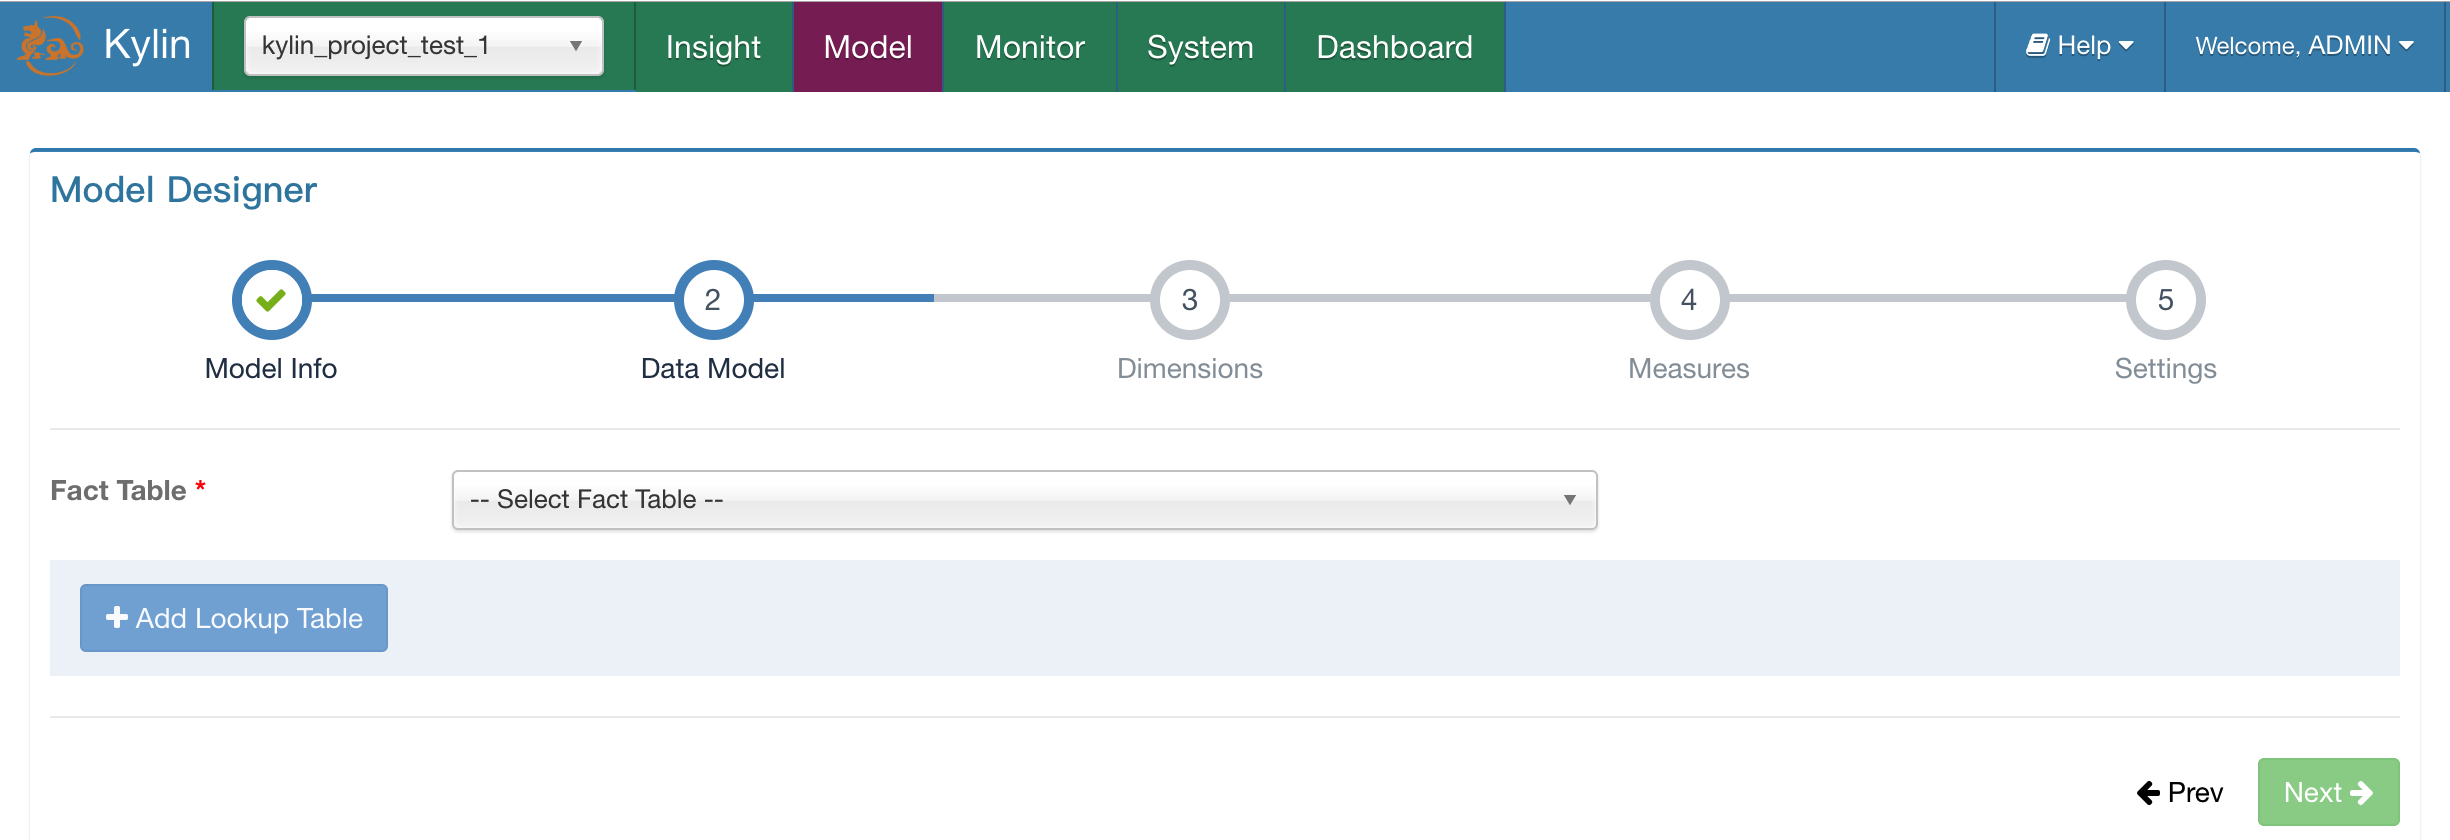 Kylin
kylin_project_test_1
Insight
Model
Monitor
System
Dashboard
Help
Welcome, ADMIN
Model Designer
2
3
4
5
Model Info
Data Model
Dimensions
Measures
Settings
Fact Table *
-- Select Fact Table --
Add Lookup Table
Prev
Next